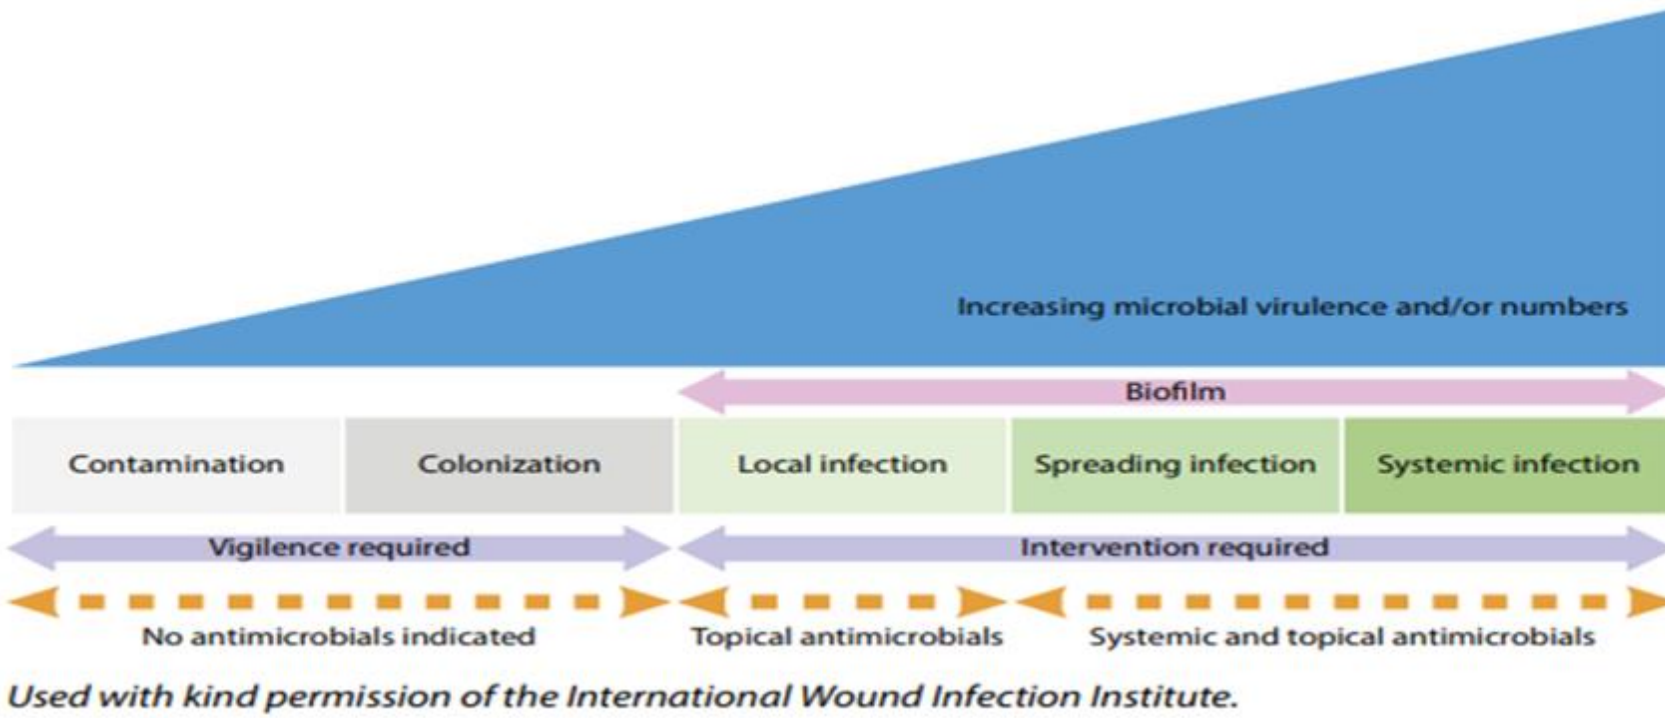 Increasing microbial virulence and/or numbers
Biofilm
Contamination
Colonization
Local infection
Spreading infection
Systemic infection
Vigilence required
Intervention required
No antimicrobials indicated
Topical antimicrobials
Systemic and topical antimicrobials
Used with kind permission of the International Wound Infection Institute.